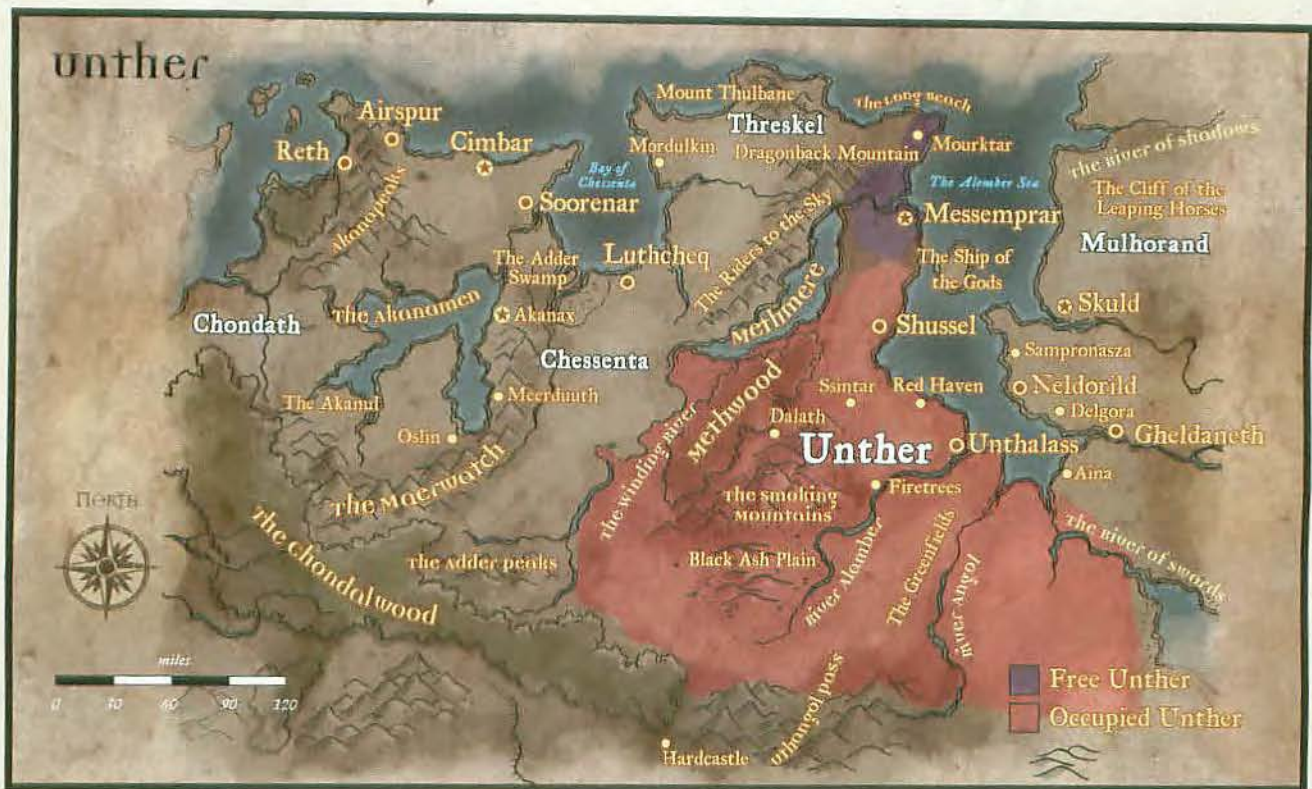 unther
Mount Thulbane
The Long Beach
Airspur
Threskel
Reth
Cimbar
Mordulkin
Dragonback Mountain
Mourktar
The River of Shadows
Bay of
Chessenta
The Alamber Sea
The Cliff of the
Leaping Horses
Akanapeaks
Soorenar
Messemprar
Mulhorand
The Riders to the Sky
The Adder
Swamp
Luthcheq
The Ship of
the Gods
Methmere
Skuld
Chondath
The Akanamen
Akanax
Shussel
Chessenta
Sampronasza
The Akanul
Meerduuth
Methwood
Ssintar
Red Haven
Neldorild
Delgora
Oslin
Dalath
Unther
Unthalass
Gheldaneth
The Winding River
Aina
The Maerwatch
The Smoking
Mountains
Firetrees
North
The Chondalwood
The Adder Peaks
Black Ash Plain
River Alamber
The Greenfields
River Angol
The River of Swords
miles
0 30 60 90 120
Free Unther
Occupied Unther
Uthangol Pass
Hardcastle